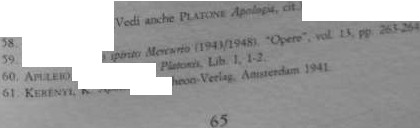 Vedi anche PLATONE Apologia, cit.
58.
59. spirito Mercurio (1943/1948). "Opere", vol. 13, pp. 263-264
60. APULEIO Platonis, Lib. I, 1-2.
61. KERÉNYI, K. heon-Verlag, Amsterdam 1941.
65